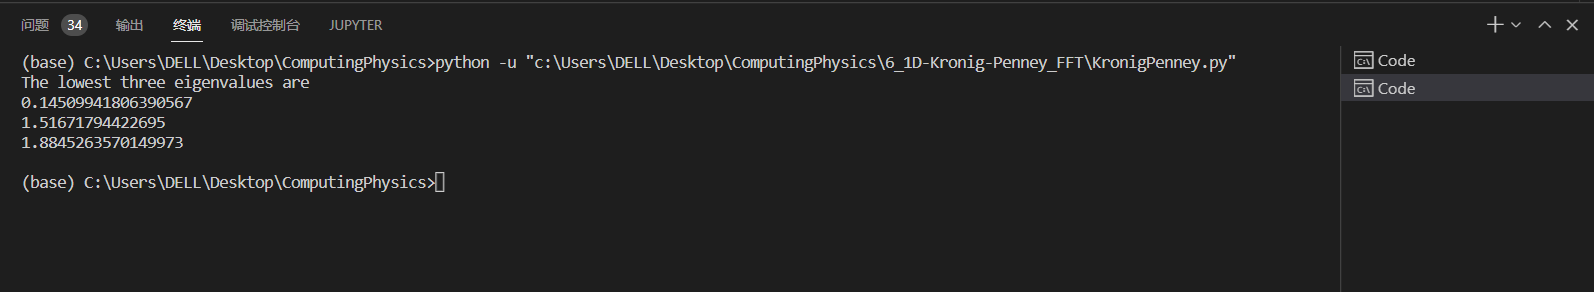 问题 34 输出 终端 调试控制台 JUPYTER
(base) C:\Users\DELL\Desktop\ComputingPhysics>python -u "c:\Users\DELL\Desktop\ComputingPhysics\6_1D-Kronig-Penney_FFT\KronigPenney.py"
The lowest three eigenvalues are
0.14509941806390567
1.51671794422695
1.8845263570149973
(base) C:\Users\DELL\Desktop\ComputingPhysics>
Code
Code